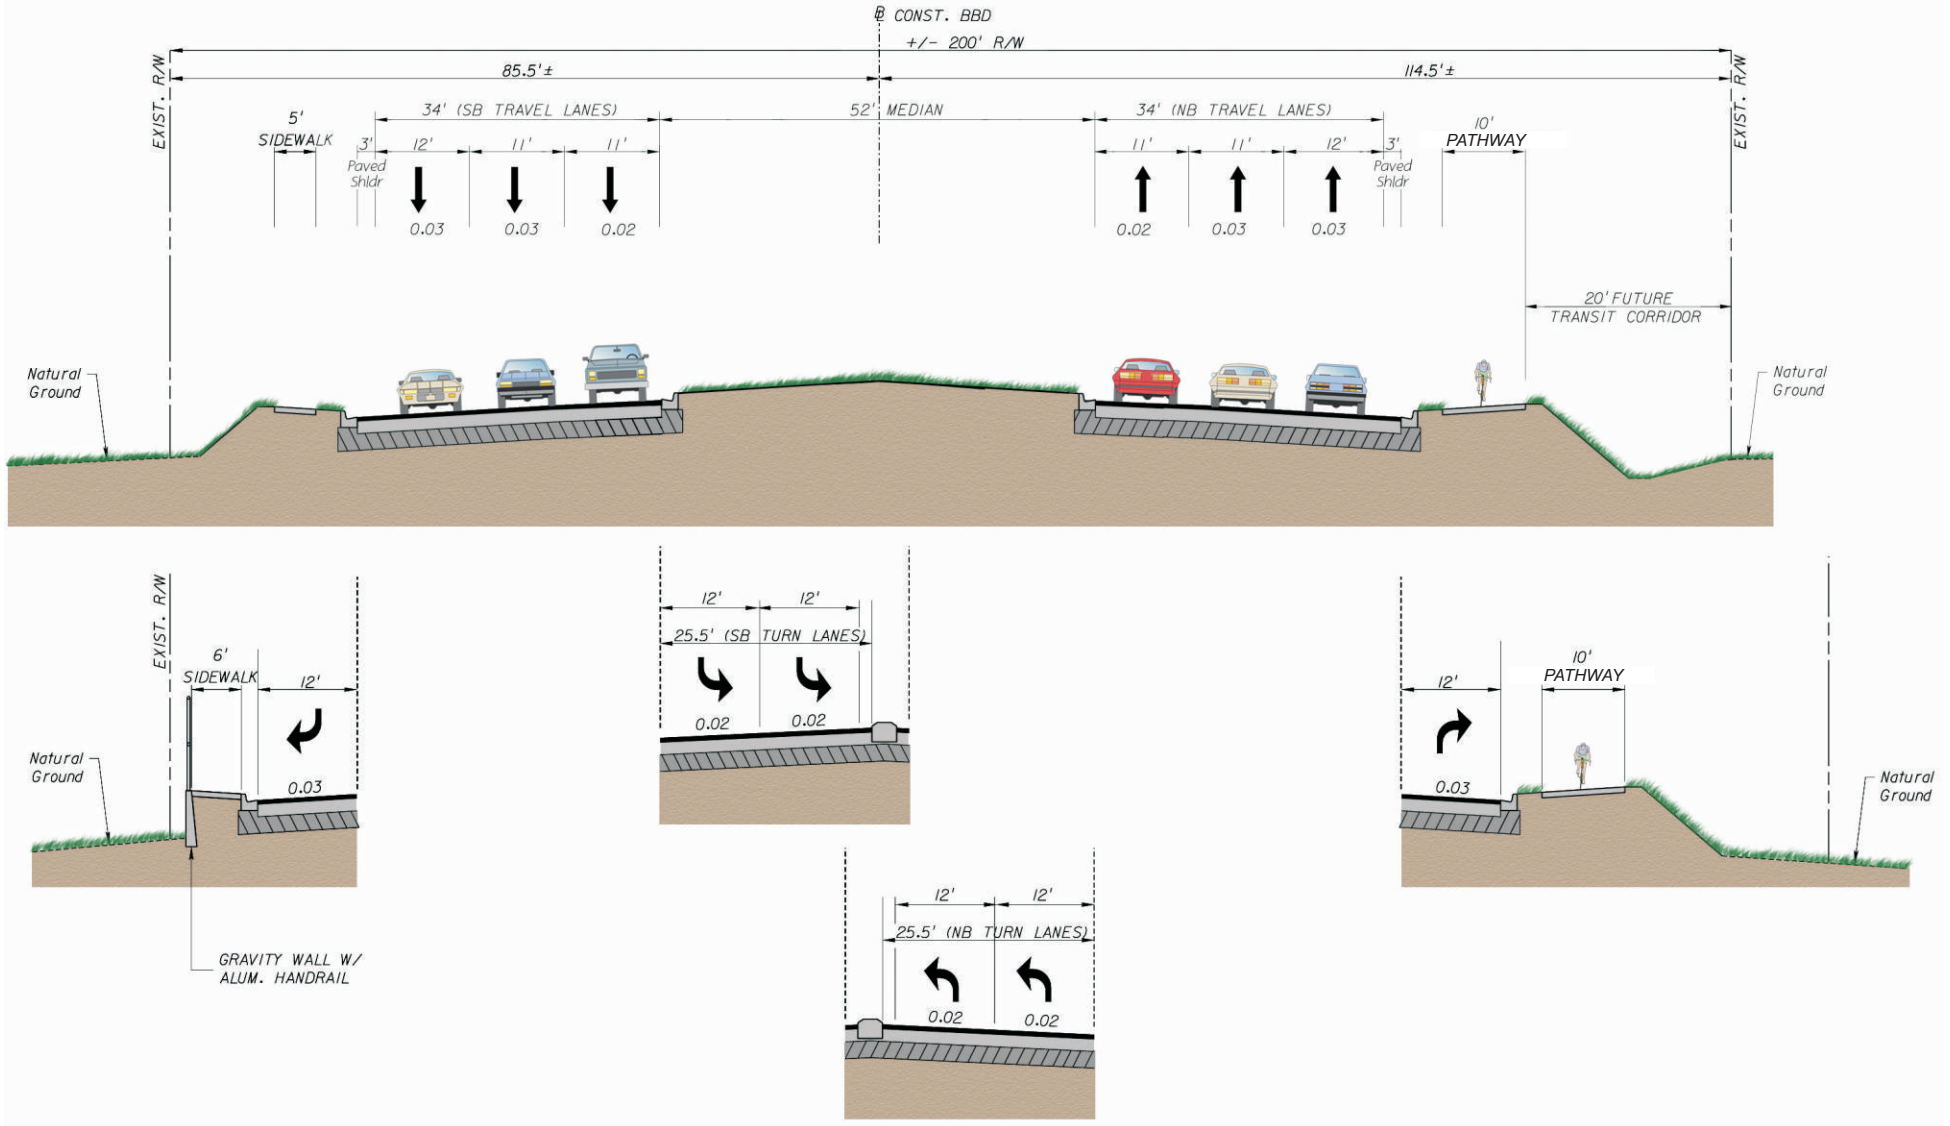 ℄ CONST. BBD
+/- 200' R/W
85.5'±
114.5'±
EXIST. R/W
EXIST. R/W
34' (SB TRAVEL LANES)
52' MEDIAN
34' (NB TRAVEL LANES)
5'
SIDEWALK
3'
12'
11'
11'
11'
11'
12'
3'
10'
PATHWAY
Paved
Shldr
Paved
Shldr
0.03
0.03
0.02
0.02
0.03
0.03
20' FUTURE
TRANSIT CORRIDOR
Natural
Ground
Natural
Ground
EXIST. R/W
6'
SIDEWALK
12'
0.03
Natural
Ground
GRAVITY WALL W/
ALUM. HANDRAIL
12'
12'
25.5' (SB TURN LANES)
0.02
0.02
12'
12'
25.5' (NB TURN LANES)
0.02
0.02
12'
10'
PATHWAY
0.03
Natural
Ground